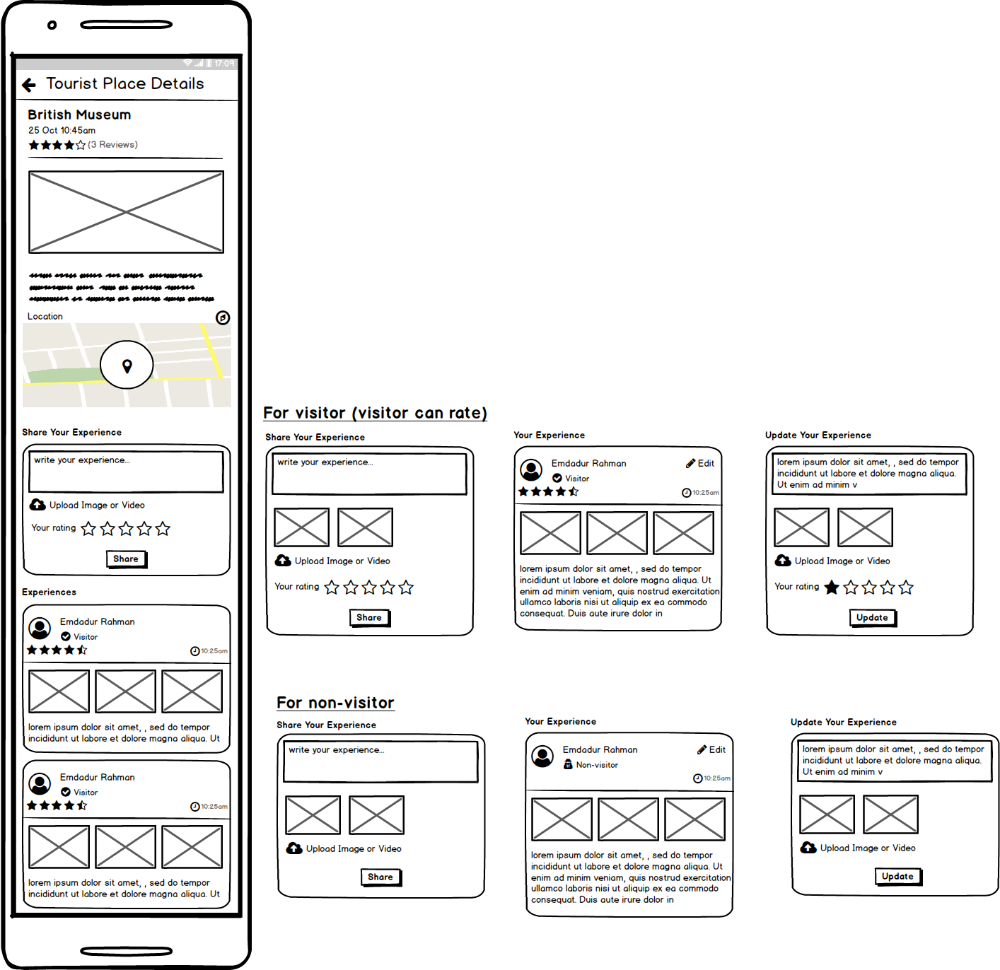 17:09
Tourist Place Details
British Museum
25 Oct 10:45am
(3 Reviews)
Location
Share Your Experience
write your experience...
Upload Image or Video
Your rating
Share
Experiences
Emdadur Rahman
Visitor
10:25am
lorem ipsum dolor sit amet, , sed do tempor
incididunt ut labore et dolore magna aliqua. Ut
Emdadur Rahman
Visitor
10:25am
lorem ipsum dolor sit amet, , sed do tempor
incididunt ut labore et dolore magna aliqua. Ut
For visitor (visitor can rate)
Share Your Experience
write your experience...
Upload Image or Video
Your rating
Share
Your Experience
Emdadur Rahman
Edit
Visitor
10:25am
lorem ipsum dolor sit amet, , sed do tempor
incididunt ut labore et dolore magna aliqua. Ut
enim ad minim veniam, quis nostrud exercitation
ullamco laboris nisi ut aliquip ex ea commodo
consequat. Duis aute irure dolor in
Update Your Experience
lorem ipsum dolor sit amet, , sed do tempor
incididunt ut labore et dolore magna aliqua.
Ut enim ad minim v
Upload Image or Video
Your rating
Update
For non-visitor
Share Your Experience
write your experience...
Upload Image or Video
Share
Your Experience
Emdadur Rahman
Edit
Non-visitor
10:25am
lorem ipsum dolor sit amet, , sed do tempor
incididunt ut labore et dolore magna aliqua. Ut
enim ad minim veniam, quis nostrud exercitation
ullamco laboris nisi ut aliquip ex ea commodo
consequat. Duis aute irure dolor in
Update Your Experience
lorem ipsum dolor sit amet, , sed do tempor
incididunt ut labore et dolore magna aliqua.
Ut enim ad minim v
Upload Image or Video
Update